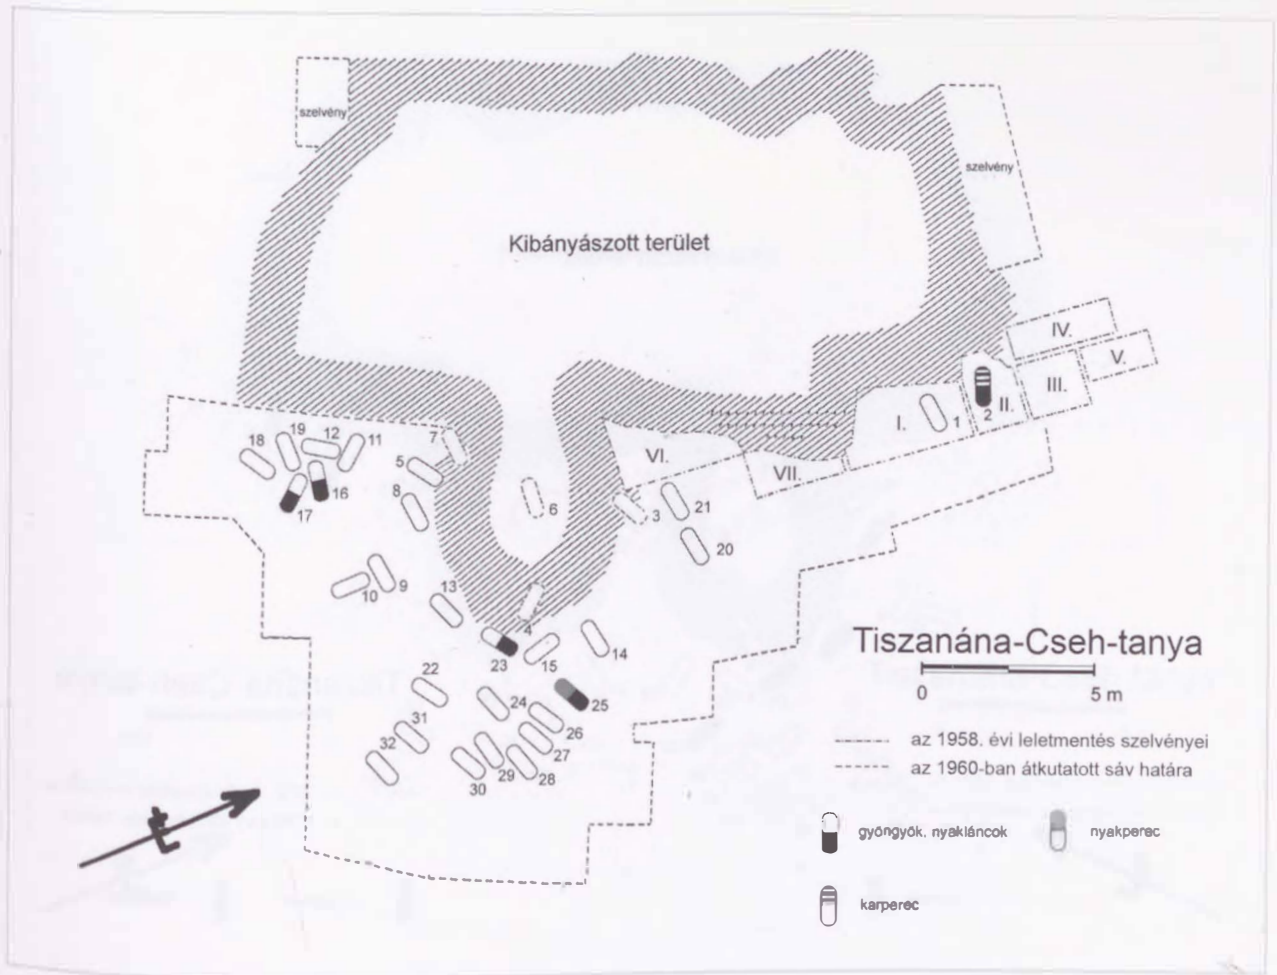 szelvény
szelvény
Kibányászott terület
IV.
V.
III.
II.
I.
2
1
VI.
VII.
19
12
11
18
7
5
16
8
17
6
3
21
20
9
10
13
4
23
15
14
22
24
25
31
26
32
27
29
28
30
É
Tiszanána-Cseh-tanya
0 5 m
az 1958. évi leletmentés szelvényei
az 1960-ban átkutatott sáv határa
gyöngyök, nyakláncok
nyakperec
karperec